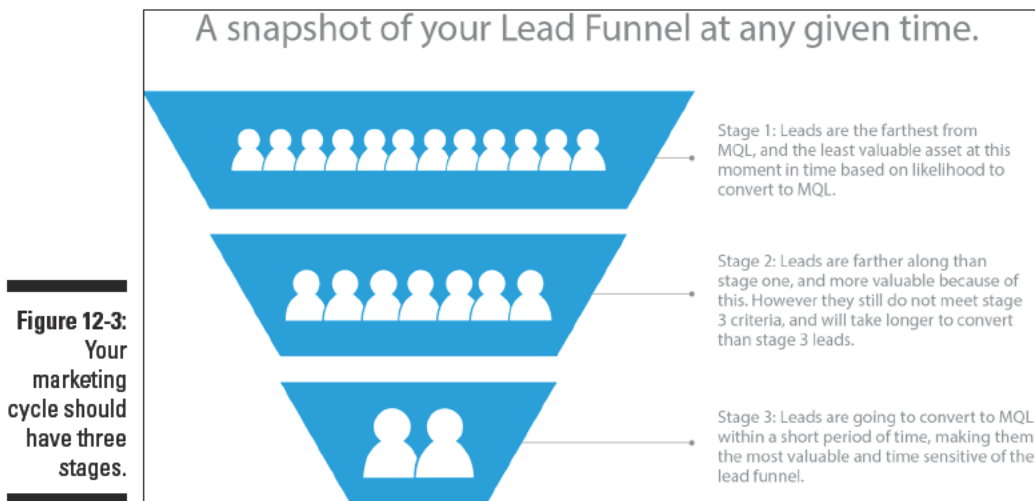 A snapshot of your Lead Funnel at any given time.
Stage 1: Leads are the farthest from
MQL, and the least valuable asset at this
moment in time based on likelihood to
convert to MQL.
Stage 2: Leads are farther along than
stage one, and more valuable because of
this. However they still do not meet stage
3 criteria, and will take longer to convert
than stage 3 leads.
Stage 3: Leads are going to convert to MQL
within a short period of time, making them
the most valuable and time sensitive of the
lead funnel.
Figure 12-3:
Your
marketing
cycle should
have three
stages.